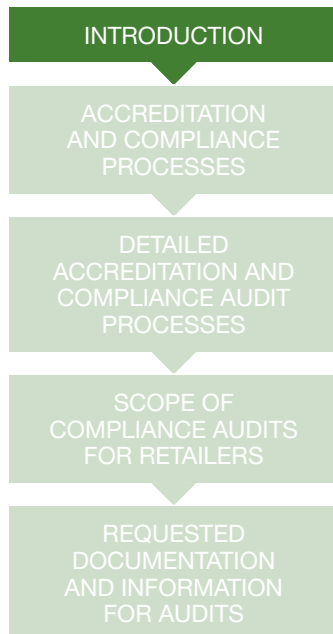 INTRODUCTION
ACCREDITATION
AND COMPLIANCE
PROCESSES
DETAILED
ACCREDITATION AND
COMPLIANCE AUDIT
PROCESSES
SCOPE OF
COMPLIANCE AUDITS
FOR RETAILERS
REQUESTED
DOCUMENTATION
AND INFORMATION
FOR AUDITS